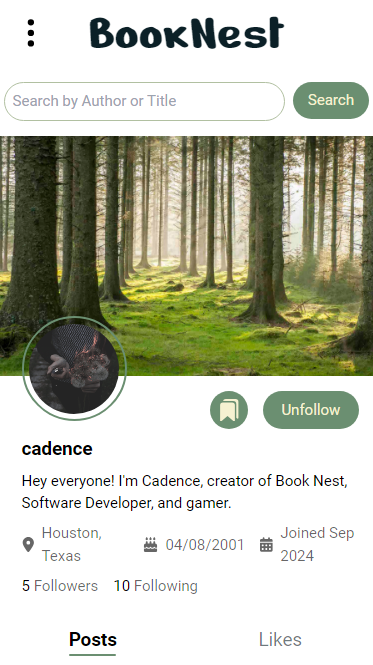 BookNest
Search by Author or Title
Search
Unfollow
cadence
Hey everyone! I'm Cadence, creator of Book Nest,
Software Developer, and gamer.
Houston,
Texas
04/08/2001
Joined Sep
2024
5 Followers 10 Following
Posts
Likes